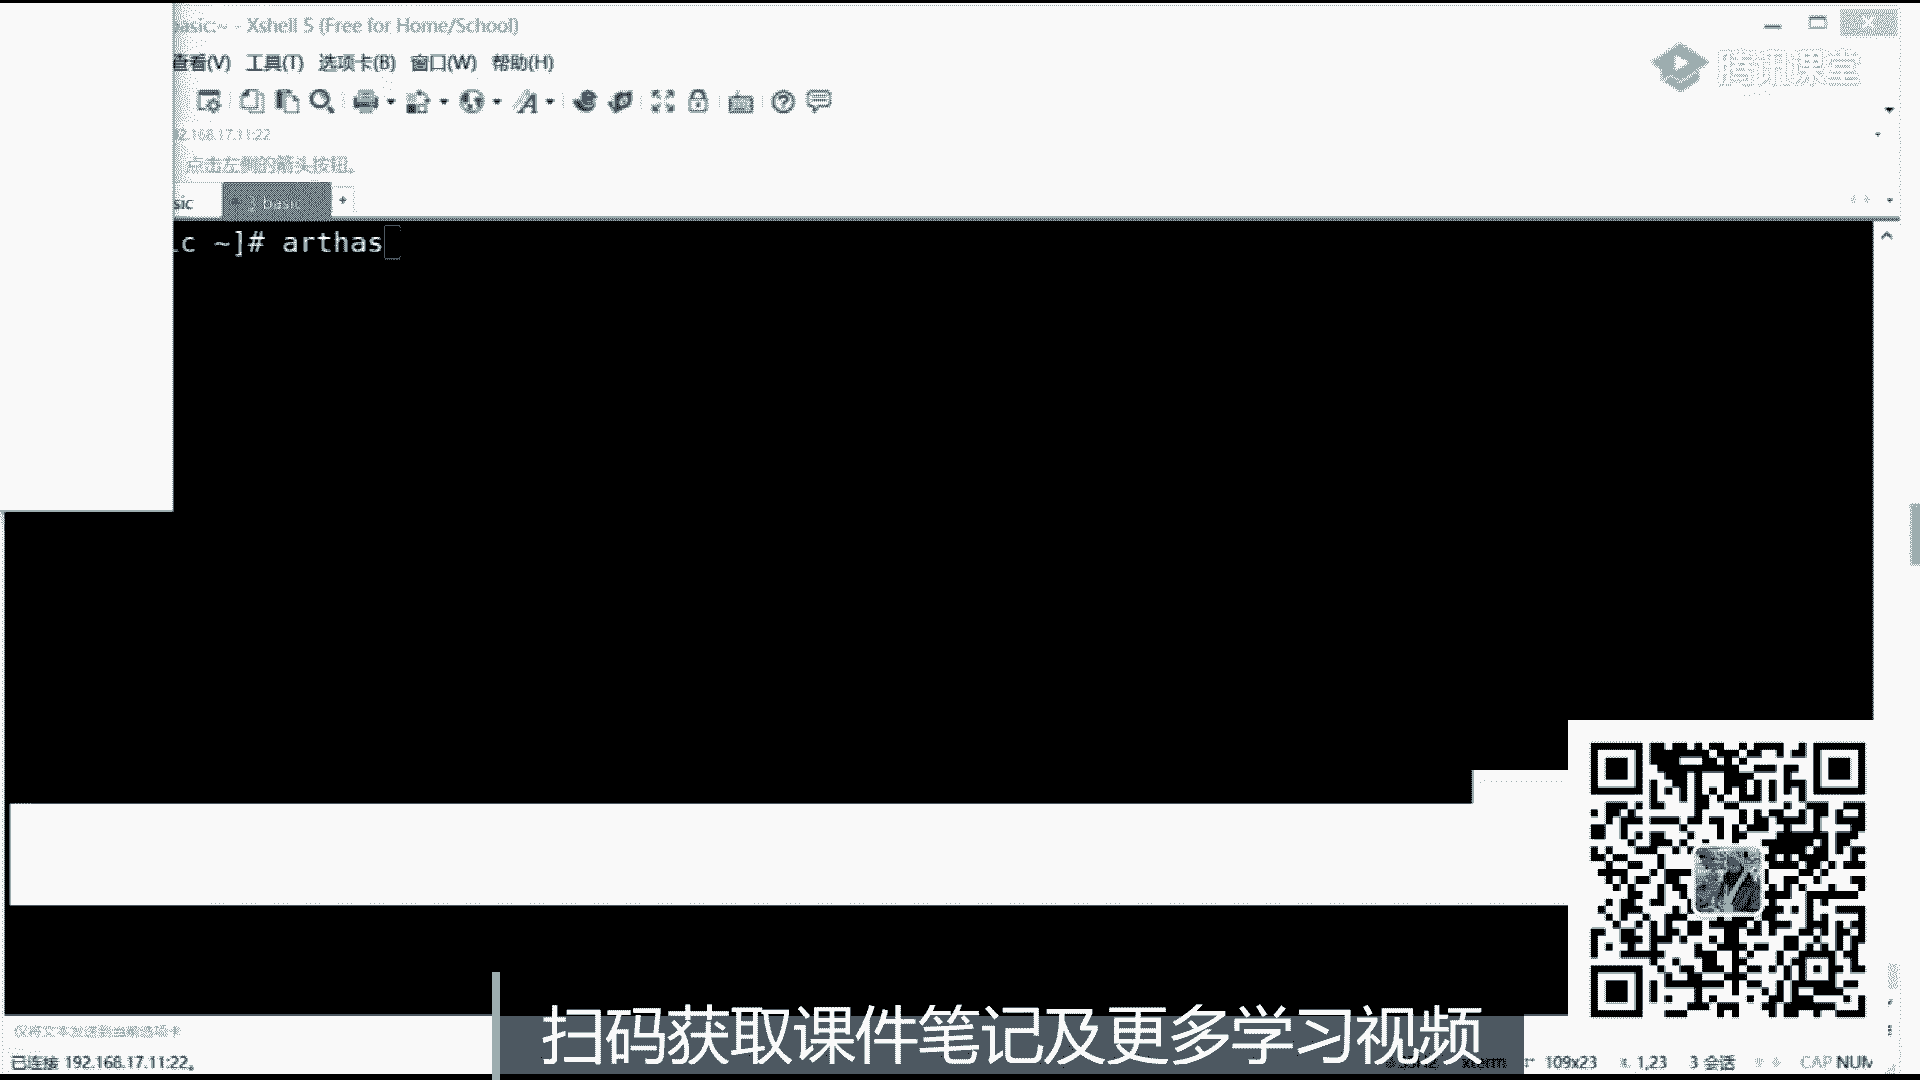 basic:~ - Xshell 5 (Free for Home/School)
查看(V) 工具(T) 选项卡(B) 窗口(W) 帮助(H)
腾讯课堂
92.168.17.11:22
点击左侧的箭头按钮。
sic 3 basic +
c ~]# arthas
扫码获取课件笔记及更多学习视频
仅将文本发送到当前选项卡
已连接 192.168.17.11:22。 xterm 109x23 1,23 3 会话 CAP NUM